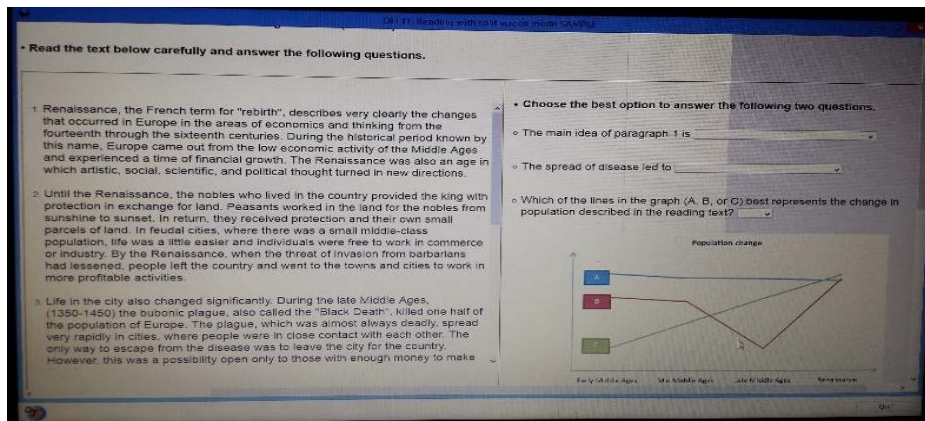 Reading with split screen mode SAMPLE
• Read the text below carefully and answer the following questions.
1. Renaissance, the French term for "rebirth", describes very clearly the changes
that occurred in Europe in the areas of economics and thinking from the
fourteenth through the sixteenth centuries. During the historical period known by
this name, Europe came out from the low economic activity of the Middle Ages
and experienced a time of financial growth. The Renaissance was also an age in
which artistic, social, scientific, and political thought turned in new directions.
2. Until the Renaissance, the nobles who lived in the country provided the king with
protection in exchange for land. Peasants worked in the land for the nobles from
sunshine to sunset. In return, they received protection and their own small
parcels of land. In feudal cities, where there was a small middle-class
population, life was a little easier and individuals were free to work in commerce
or industry. By the Renaissance, when the threat of invasion from barbarians
had lessened, people left the country and went to the towns and cities to work in
more profitable activities.
3. Life in the city also changed significantly. During the late Middle Ages,
(1350-1450) the bubonic plague, also called the "Black Death", killed one half of
the population of Europe. The plague, which was almost always deadly, spread
very rapidly in cities, where people were in close contact with each other. The
only way to escape from the disease was to leave the city for the country.
However, this was a possibility open only to those with enough money to make
• Choose the best option to answer the following two questions.
○ The main idea of paragraph 1 is
○ The spread of disease led to
○ Which of the lines in the graph (A, B, or C) best represents the change in
population described in the reading text?
Population change
A
B
C
Early Middle Ages Mid Middle Ages Late Middle Ages Renaissance